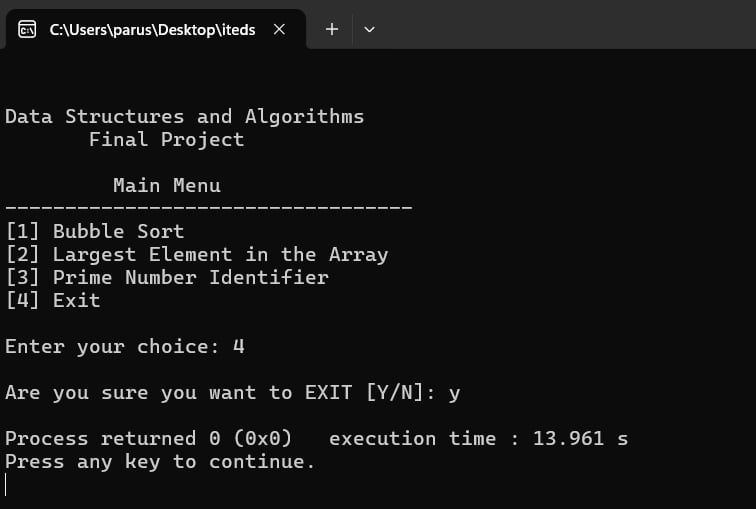 C:\Users\parus\Desktop\iteds
Data Structures and Algorithms
Final Project
Main Menu
----------------------------------
[1] Bubble Sort
[2] Largest Element in the Array
[3] Prime Number Identifier
[4] Exit
Enter your choice: 4
Are you sure you want to EXIT [Y/N]: y
Process returned 0 (0x0)   execution time : 13.961 s
Press any key to continue.